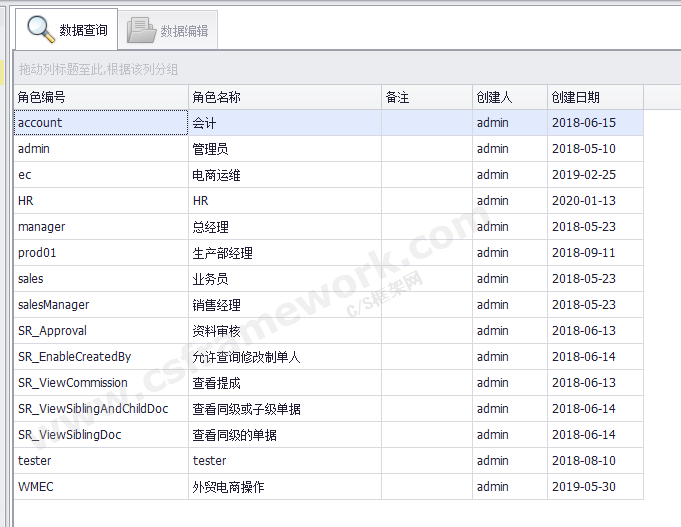 数据查询 数据编辑
拖动列标题至此,根据该列分组
角色编号 角色名称 备注 创建人 创建日期
account 会计 admin 2018-06-15
admin 管理员 admin 2018-05-10
ec 电商运维 admin 2019-02-25
HR HR admin 2020-01-13
manager 总经理 admin 2018-05-23
prod01 生产部经理 admin 2018-09-11
sales 业务员 admin 2018-05-23
salesManager 销售经理 admin 2018-05-23
SR_Approval 资料审核 admin 2018-06-13
SR_EnableCreatedBy 允许查询修改制单人 admin 2018-06-14
SR_ViewCommission 查看提成 admin 2018-06-13
SR_ViewSiblingAndChildDoc 查看同级或子级单据 admin 2018-06-14
SR_ViewSiblingDoc 查看同级的单据 admin 2018-06-14
tester tester admin 2018-08-10
WMEC 外贸电商操作 admin 2019-05-30
www.csframework.com
C/S框架网